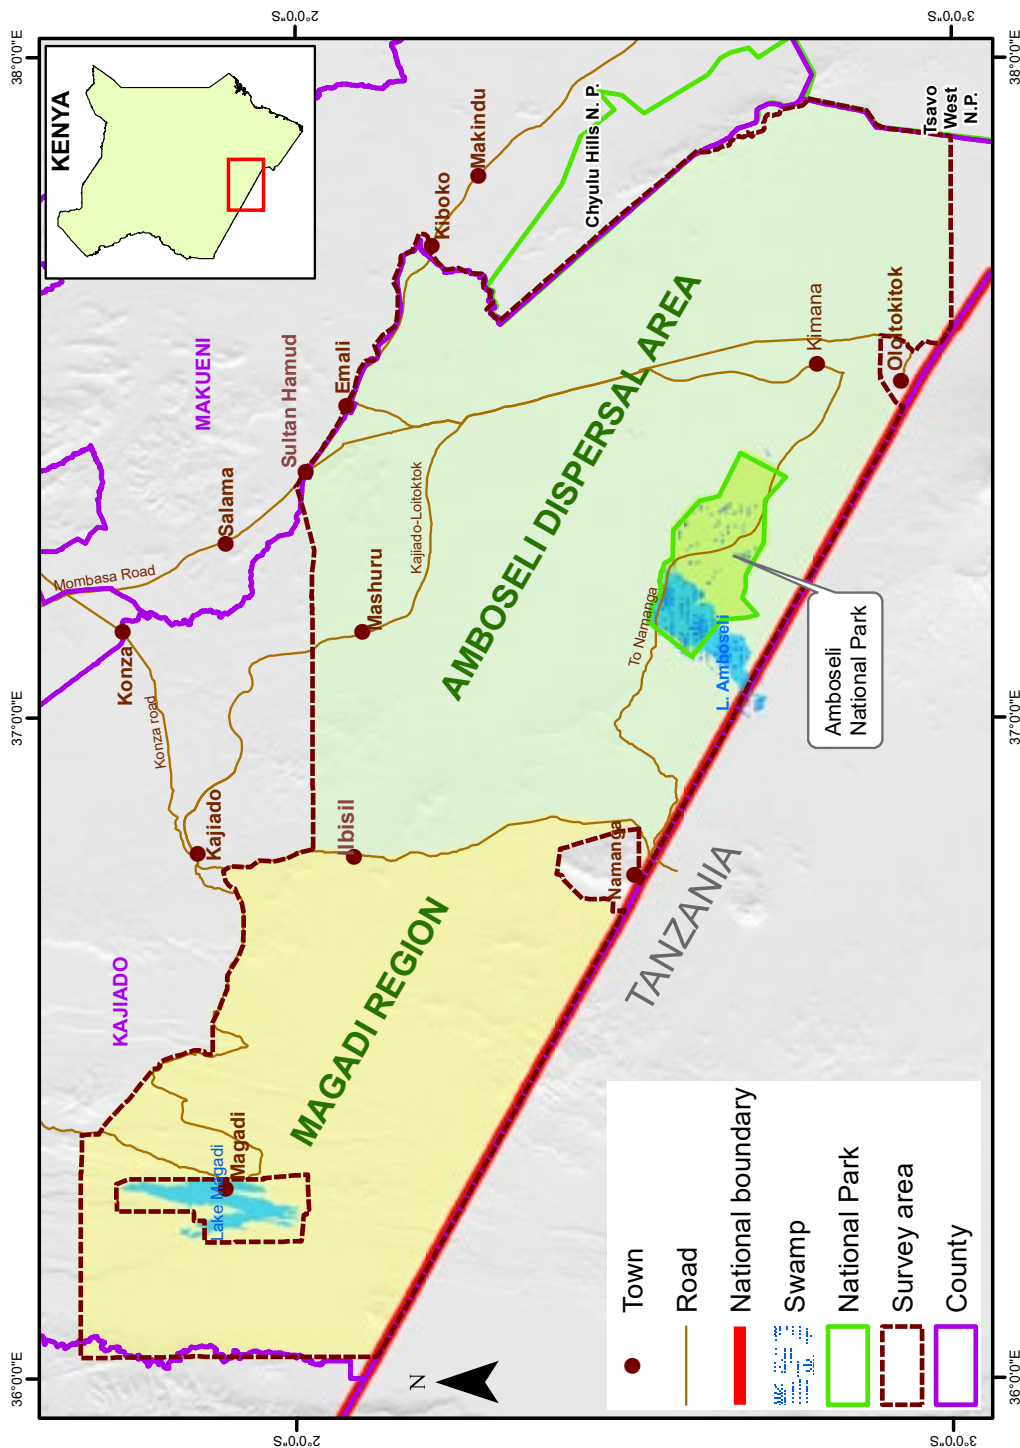 36°0'0"E
37°0'0"E
38°0'0"E
2°0'0"S
3°0'0"S
KENYA
KAJIADO
MAKUENI
Konza
Mombasa Road
Salama
Konza road
Kajiado
Sultan Hamud
Emali
Kiboko
Makindu
Lake Magadi
Magadi
Ilbisil
Mashuru
Kajiado-Loitoktok
Chyulu Hills N. P.
MAGADI REGION
AMBOSELI DISPERSAL AREA
Namanga
To Namanga
L. Amboseli
Kimana
Oloitokitok
Tsavo
West
N.P.
TANZANIA
Amboseli
National Park
N
Town
Road
National boundary
Swamp
National Park
Survey area
County
36°0'0"E
37°0'0"E
38°0'0"E
2°0'0"S
3°0'0"S